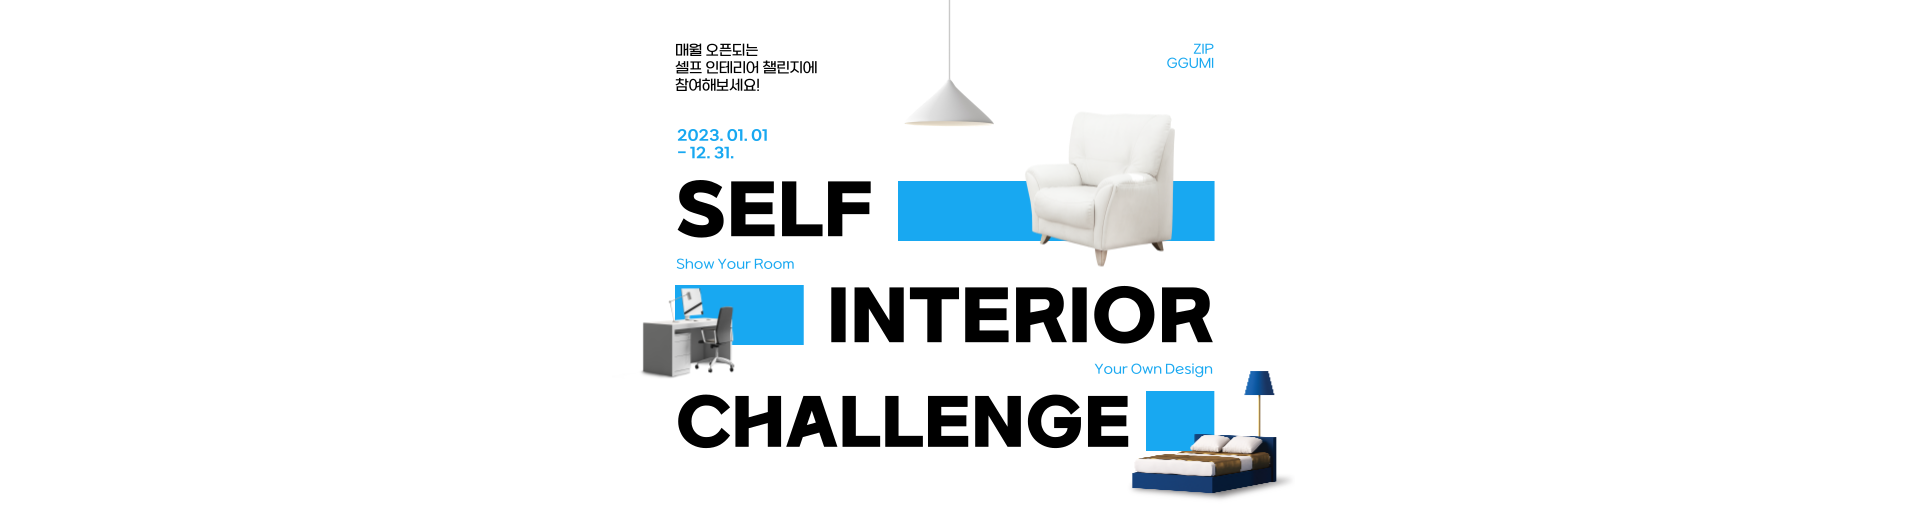 매월 오픈되는
셀프 인테리어 챌린지에
참여해보세요!
ZIP
GGUMI
2023. 01. 01
– 12. 31.
SELF
Show Your Room
INTERIOR
Your Own Design
CHALLENGE